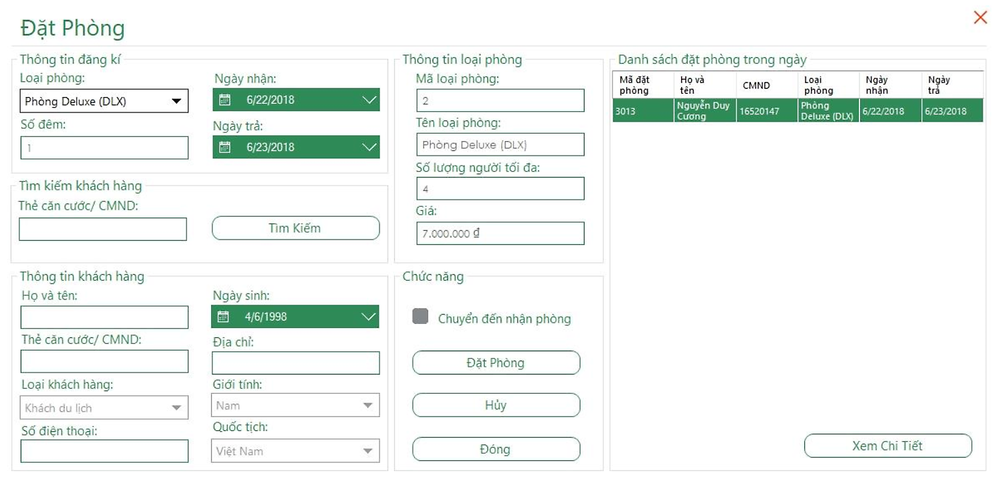 Đặt Phòng
Thông tin đăng kí
Loại phòng:
Phòng Deluxe (DLX)
Số đêm:
1
Ngày nhận:
6/22/2018
Ngày trả:
6/23/2018
Tìm kiếm khách hàng
Thẻ căn cước/ CMND:
Tìm Kiếm
Thông tin khách hàng
Họ và tên:
Thẻ căn cước/ CMND:
Loại khách hàng:
Khách du lịch
Số điện thoại:
Ngày sinh:
4/6/1998
Địa chỉ:
Giới tính:
Nam
Quốc tịch:
Việt Nam
Thông tin loại phòng
Mã loại phòng:
2
Tên loại phòng:
Phòng Deluxe (DLX)
Số lượng người tối đa:
4
Giá:
7.000.000 ₫
Chức năng
Chuyển đến nhận phòng
Đặt Phòng
Hủy
Đóng
Danh sách đặt phòng trong ngày
Mã đặt phòng
Họ và tên
CMND
Loại phòng
Ngày nhận
Ngày trả
3013
Nguyễn Duy Cương
16520147
Phòng Deluxe (DLX)
6/22/2018
6/23/2018
Xem Chi Tiết